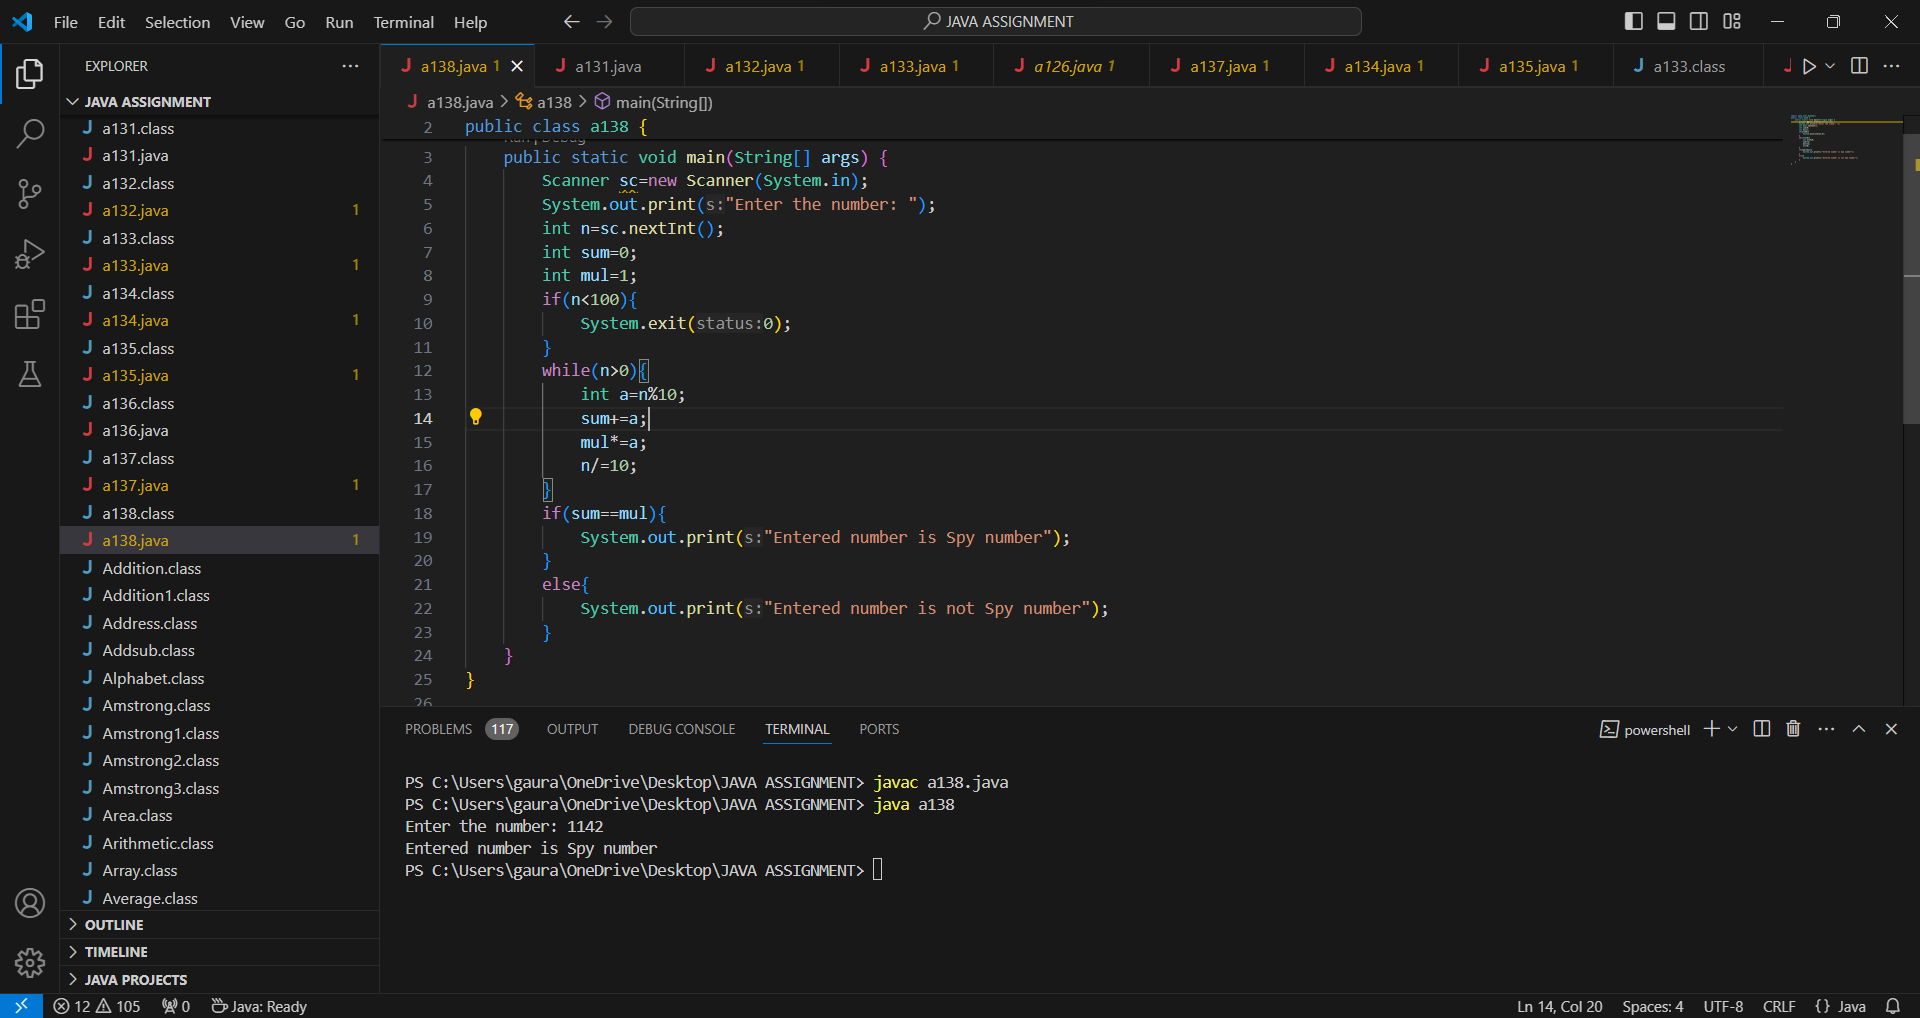 File Edit Selection View Go Run Terminal Help
JAVA ASSIGNMENT
EXPLORER
JAVA ASSIGNMENT
a131.class
a131.java
a132.class
a132.java 1
a133.class
a133.java 1
a134.class
a134.java 1
a135.class
a135.java 1
a136.class
a136.java
a137.class
a137.java 1
a138.class
a138.java 1
Addition.class
Addition1.class
Address.class
Addsub.class
Alphabet.class
Amstrong.class
Amstrong1.class
Amstrong2.class
Amstrong3.class
Area.class
Arithmetic.class
Array.class
Average.class
OUTLINE
TIMELINE
JAVA PROJECTS
a138.java 1 a131.java a132.java 1 a133.java 1 a126.java 1 a137.java 1 a134.java 1 a135.java 1 a133.class
a138.java > a138 > main(String[])
2 public class a138 {
Run | Debug
3 public static void main(String[] args) {
4 Scanner sc=new Scanner(System.in);
5 System.out.print(s:"Enter the number: ");
6 int n=sc.nextInt();
7 int sum=0;
8 int mul=1;
9 if(n<100){
10 System.exit(status:0);
11 }
12 while(n>0){
13 int a=n%10;
14 sum+=a;
15 mul*=a;
16 n/=10;
17 }
18 if(sum==mul){
19 System.out.print(s:"Entered number is Spy number");
20 }
21 else{
22 System.out.print(s:"Entered number is not Spy number");
23 }
24 }
25 }
26
PROBLEMS 117 OUTPUT DEBUG CONSOLE TERMINAL PORTS
powershell
PS C:\Users\gaura\OneDrive\Desktop\JAVA ASSIGNMENT> javac a138.java
PS C:\Users\gaura\OneDrive\Desktop\JAVA ASSIGNMENT> java a138
Enter the number: 1142
Entered number is Spy number
PS C:\Users\gaura\OneDrive\Desktop\JAVA ASSIGNMENT>
12 105 0 Java: Ready
Ln 14, Col 20 Spaces: 4 UTF-8 CRLF {} Java